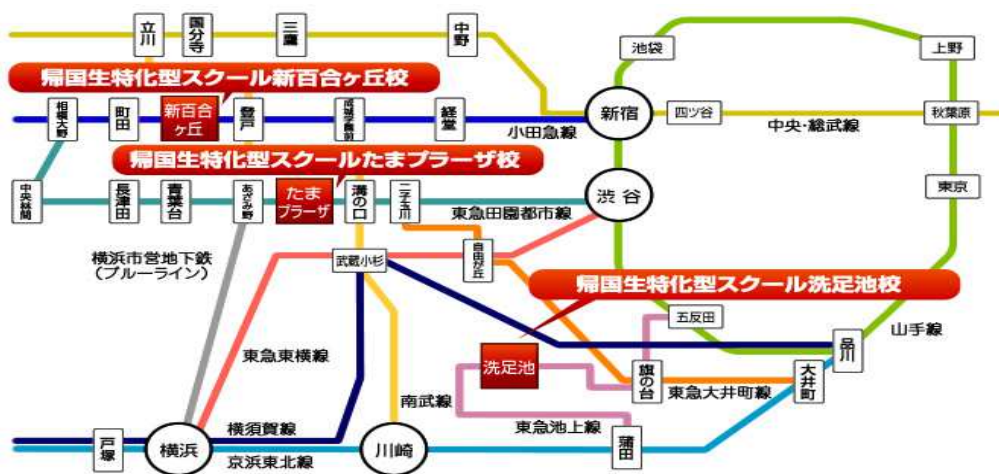 立川
国分寺
三鷹
中野
池袋
上野
帰国生特化型スクール新百合ヶ丘校
相模大野
町田
新百合
ヶ丘
登戸
成城学園前
経堂
小田急線
新宿
四ツ谷
中央・総武線
秋葉原
帰国生特化型スクールたまプラーザ校
中央林間
長津田
青葉台
あざみ野
たま
プラーザ
溝の口
二子玉川
東急田園都市線
渋谷
東京
横浜市営地下鉄
(ブルーライン)
武蔵小杉
自由が丘
帰国生特化型スクール洗足池校
五反田
山手線
品川
東急東横線
洗足池
旗の台
大井町
東急大井町線
南武線
東急池上線
蒲田
戸塚
横浜
横須賀線
京浜東北線
川崎